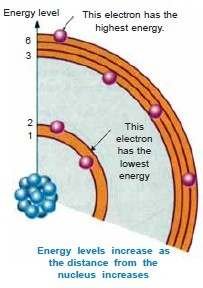 Energy level
This electron has the
highest energy.
6
3
2
1
This
electron
has the
lowest
energy
Energy levels increase as
the distance from the
nucleus increases